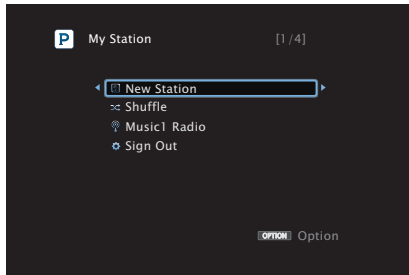 P My Station [1/4]
New Station
Shuffle
Music1 Radio
Sign Out
OPTION Option